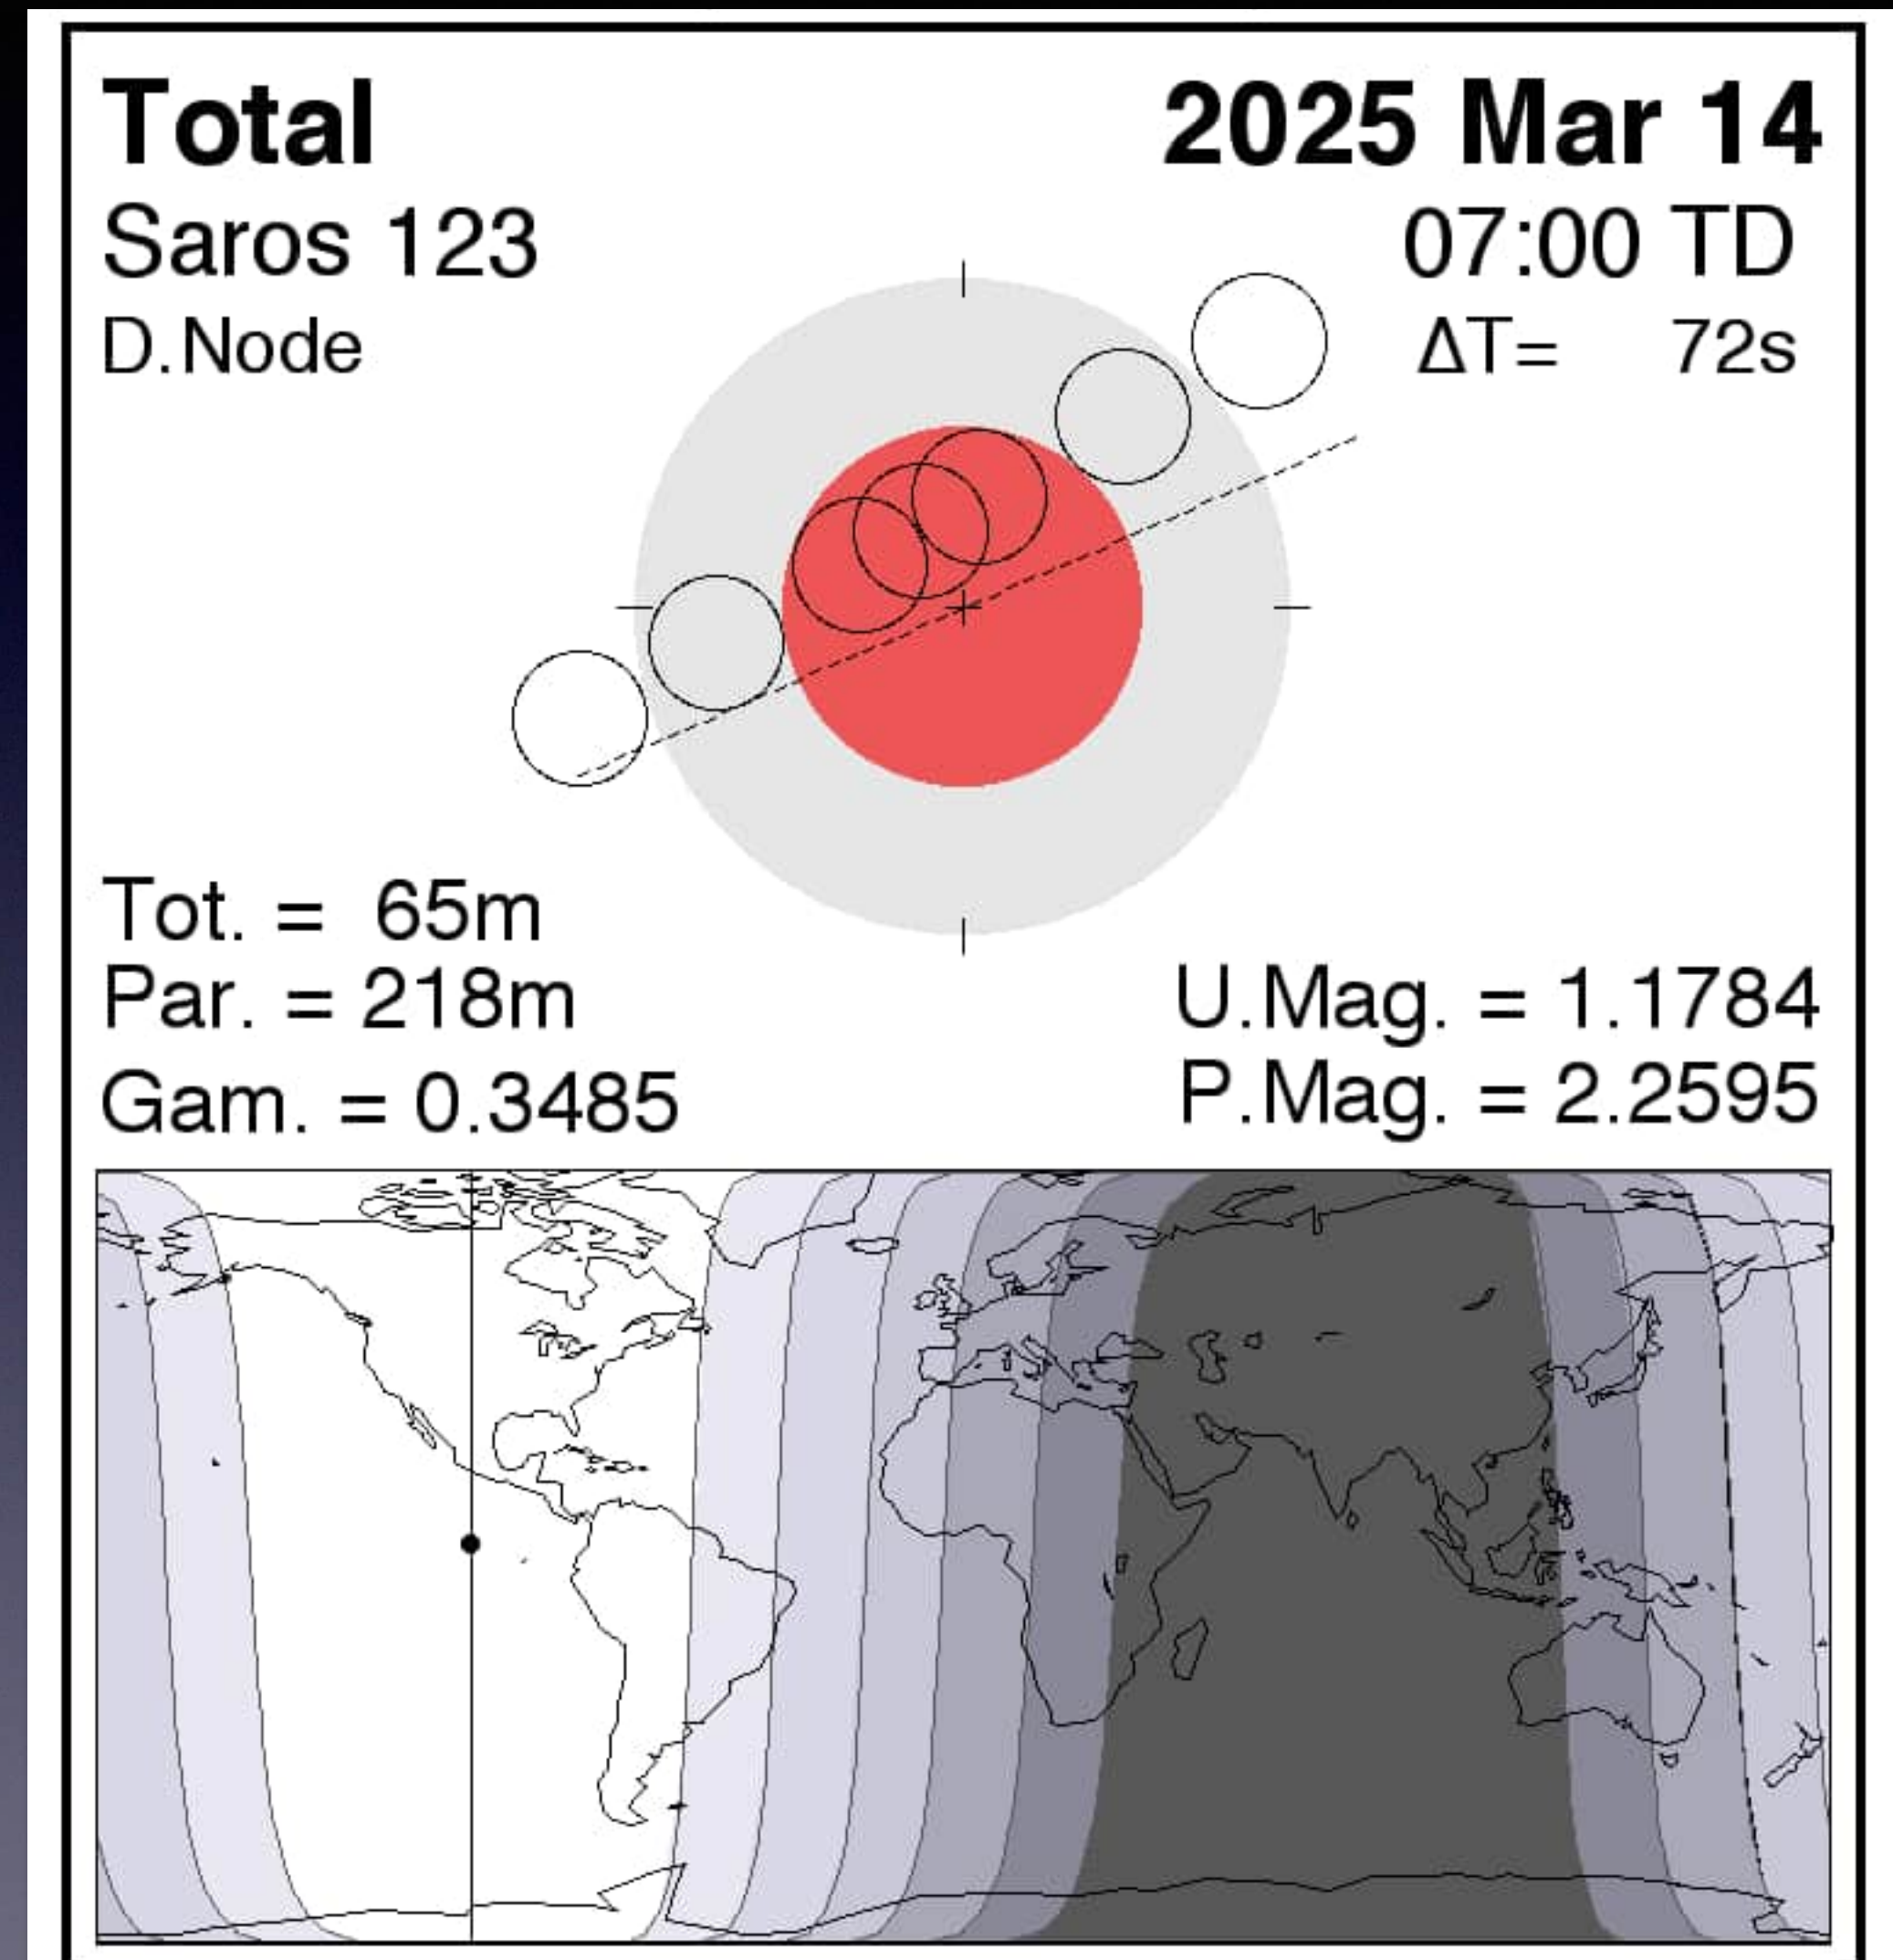 Total
2025 Mar 14
Saros 123
07:00 TD
D.Node
ΔT= 72s
Tot. = 65m
Par. = 218m
U.Mag. = 1.1784
Gam. = 0.3485
P.Mag. = 2.2595